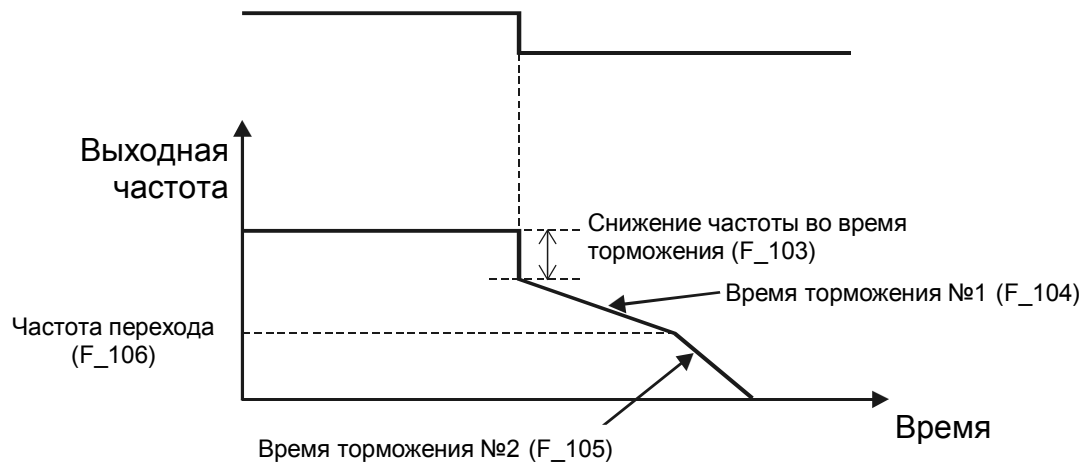 Выходная
частота
Снижение частоты во время
торможения (F_103)
Время торможения №1 (F_104)
Частота перехода
(F_106)
Время
Время торможения №2 (F_105)